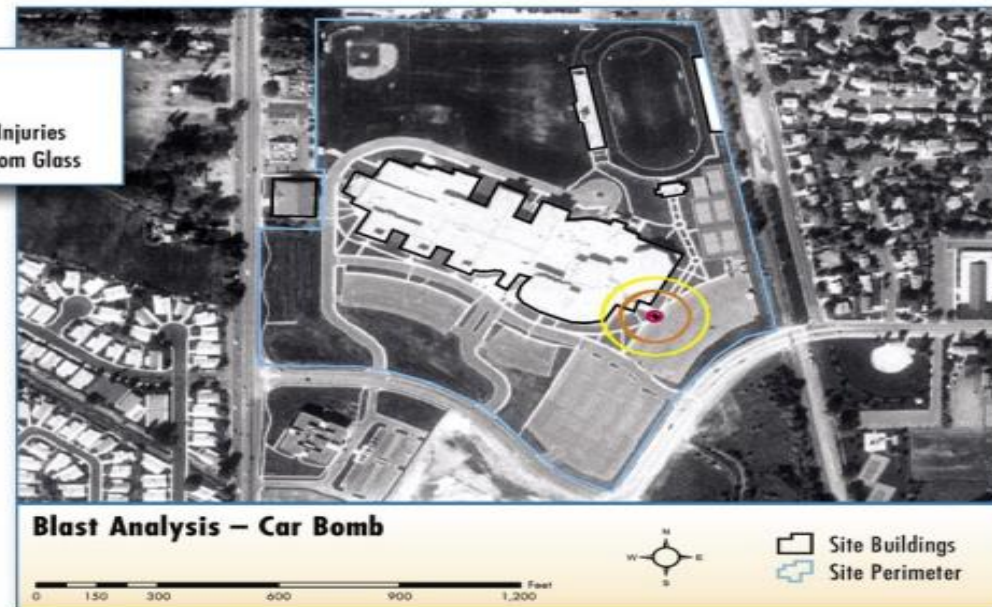 Injuries
om Glass
Blast Analysis – Car Bomb
0 150 300 600 900 1,200 Feet
N
W E
S
Site Buildings
Site Perimeter